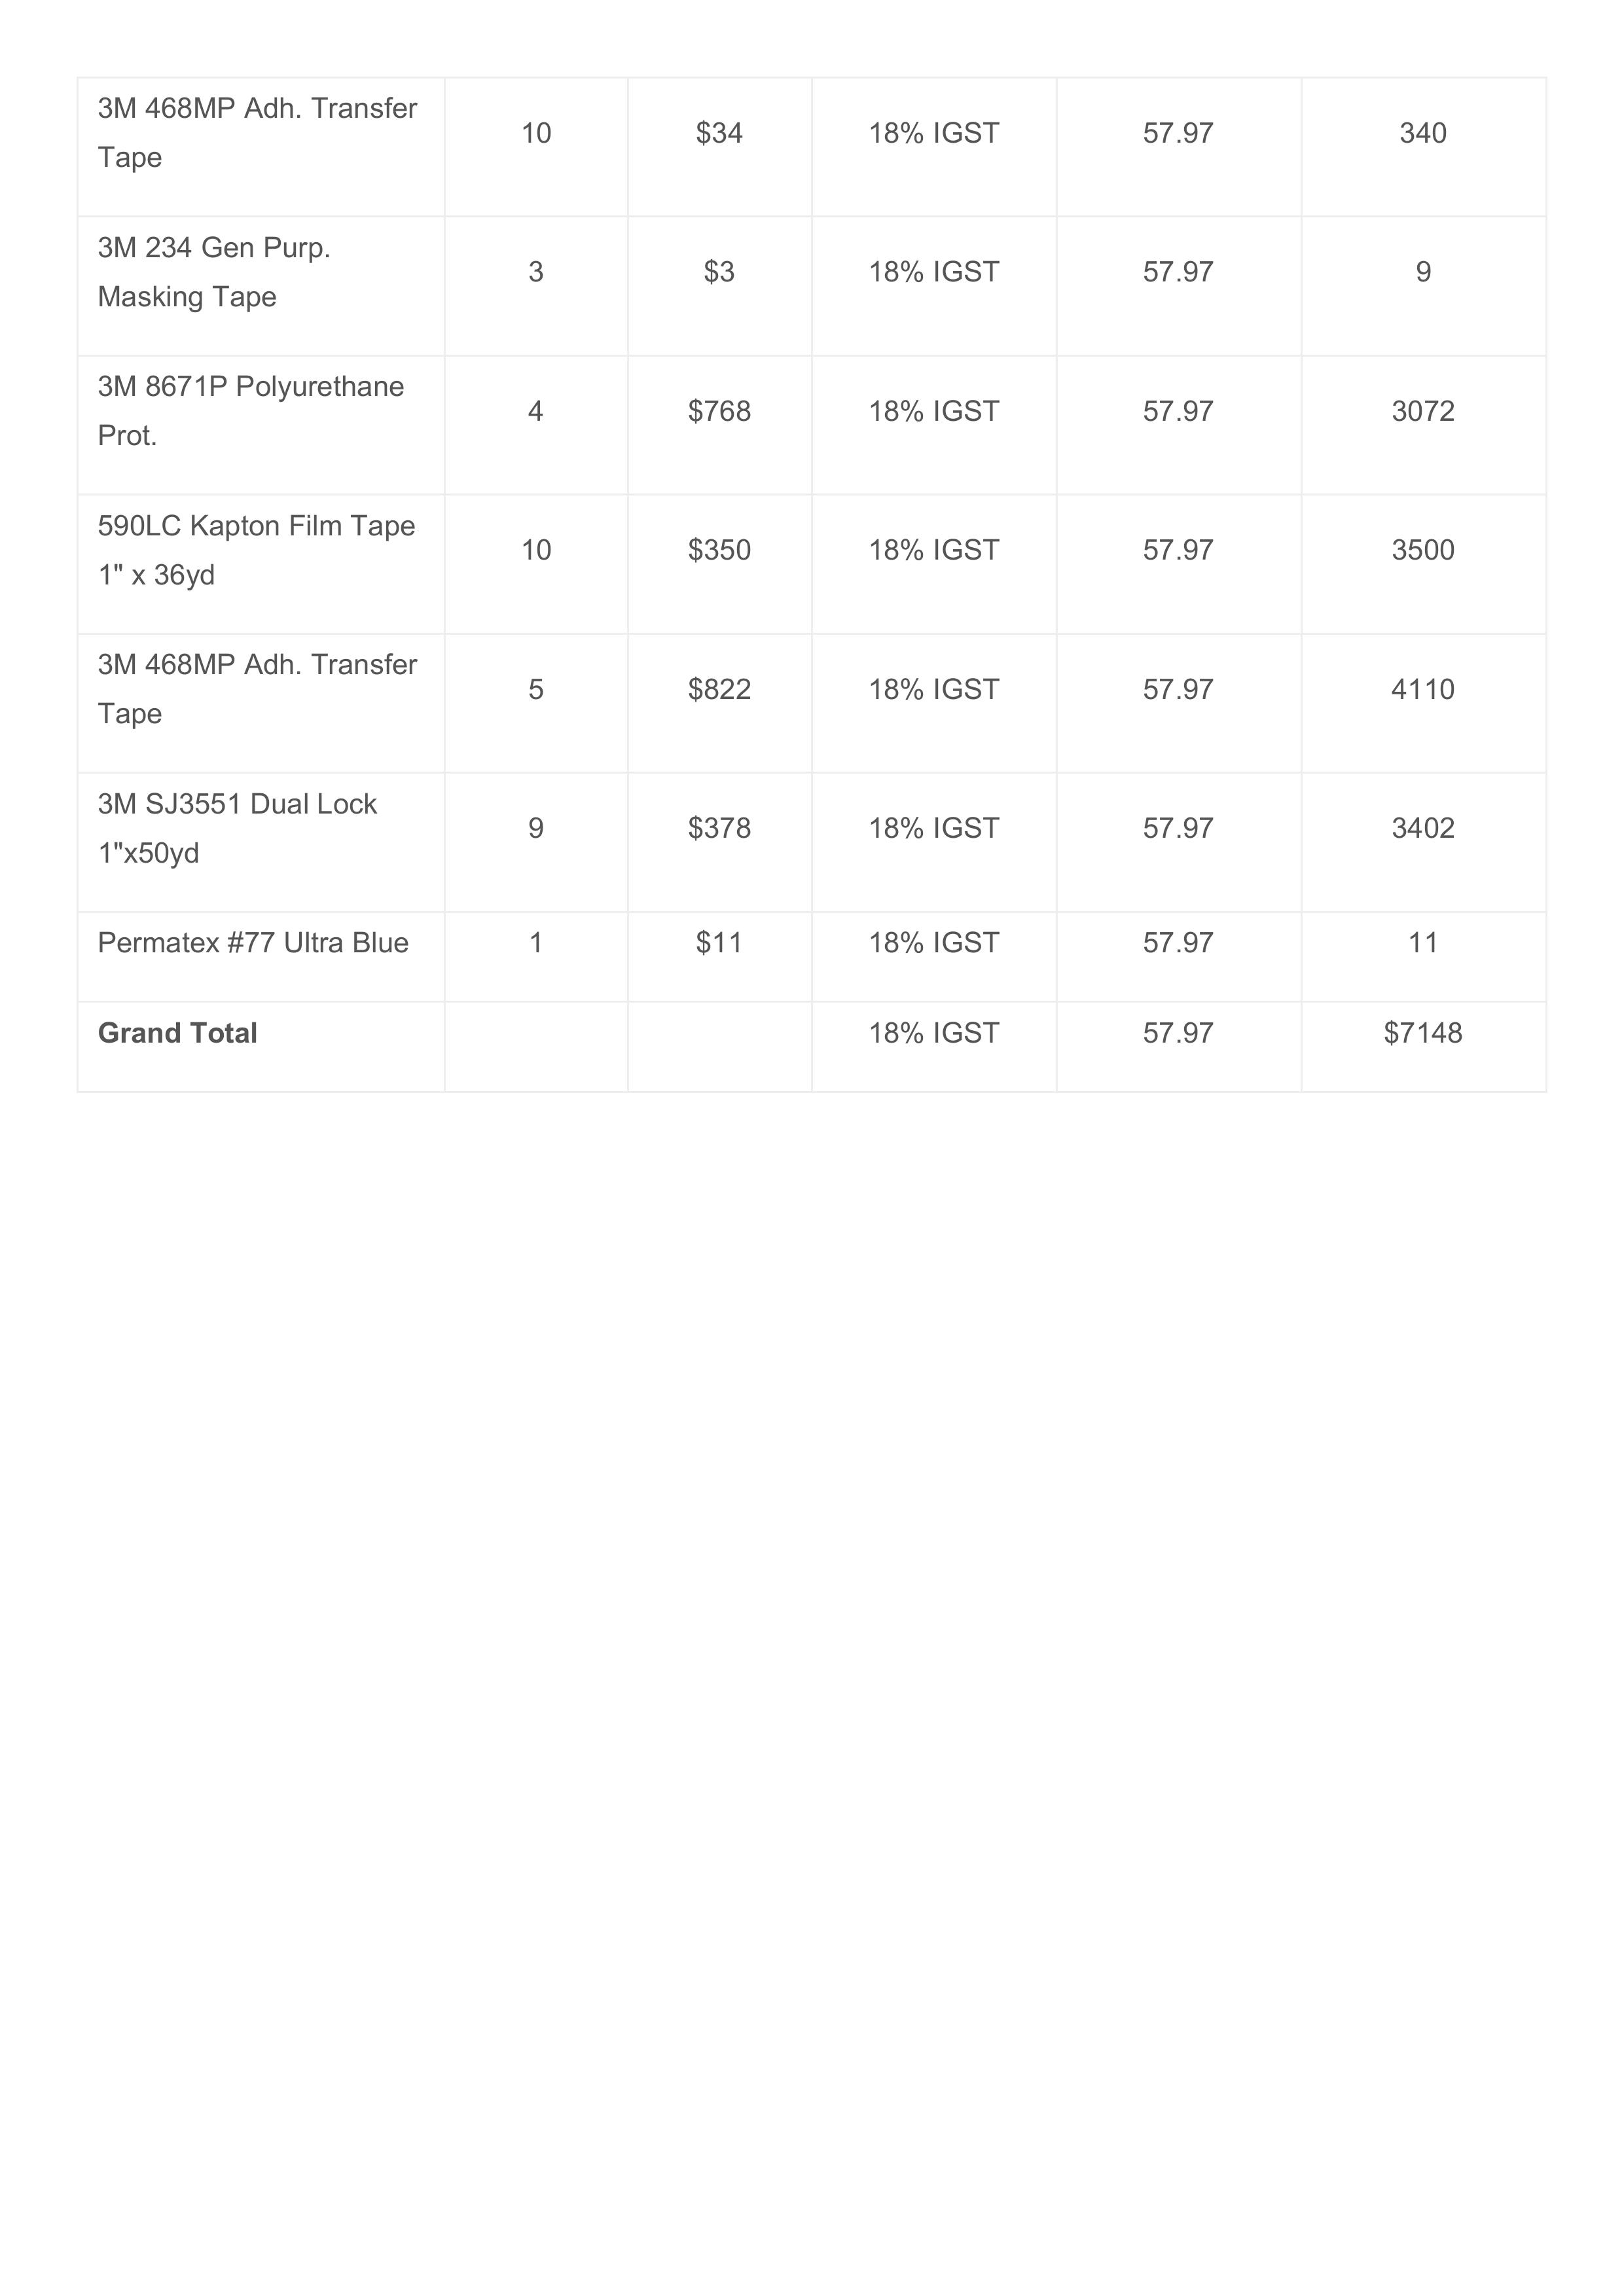 3M 468MP Adh. Transfer
Tape
10
$34
18% IGST
57.97
340
3M 234 Gen Purp.
Masking Tape
3
$3
18% IGST
57.97
9
3M 8671P Polyurethane
Prot.
4
$768
18% IGST
57.97
3072
590LC Kapton Film Tape
1" x 36yd
10
$350
18% IGST
57.97
3500
3M 468MP Adh. Transfer
Tape
5
$822
18% IGST
57.97
4110
3M SJ3551 Dual Lock
1"x50yd
9
$378
18% IGST
57.97
3402
Permatex #77 Ultra Blue
1
$11
18% IGST
57.97
11
Grand Total
18% IGST
57.97
$7148